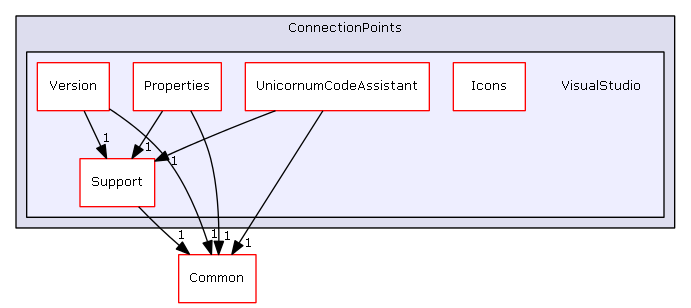 ConnectionPoints
Version
Properties
UnicornumCodeAssistant
Icons
VisualStudio
1
1
1
Support
1
1
1
1
Common